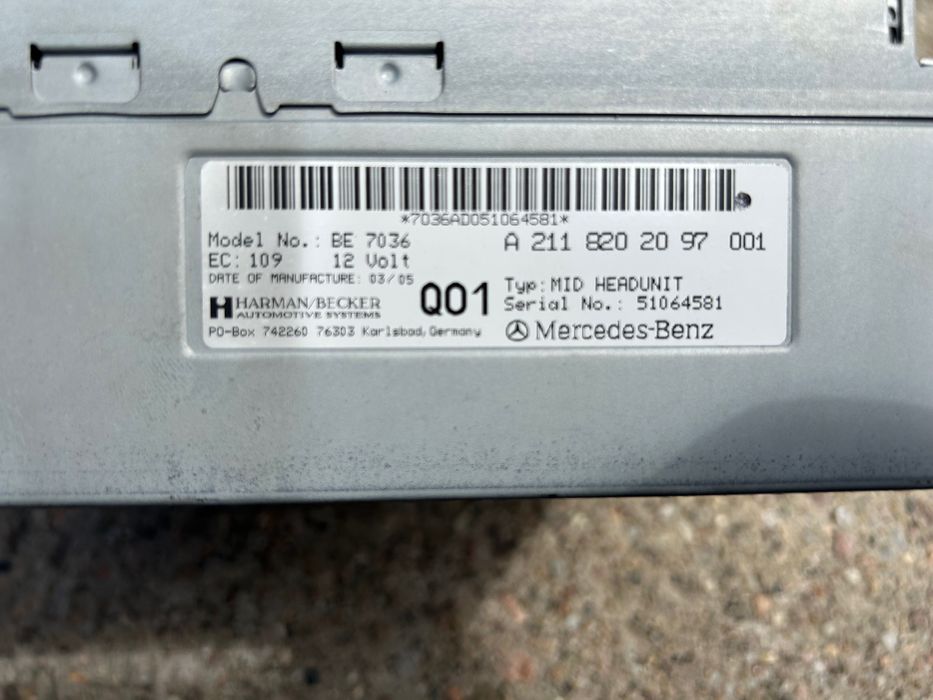 *7036AD051064581*
Model No.: BE 7036
A 211 820 20 97 001
EC: 109 12 Volt
DATE OF MANUFACTURE: 03/05
Q01
Typ: MID HEADUNIT
Serial No.: 51064581
HARMAN/BECKER
AUTOMOTIVE SYSTEMS
PO-Box 742260 76303 Karlsbad, Germany
Mercedes-Benz